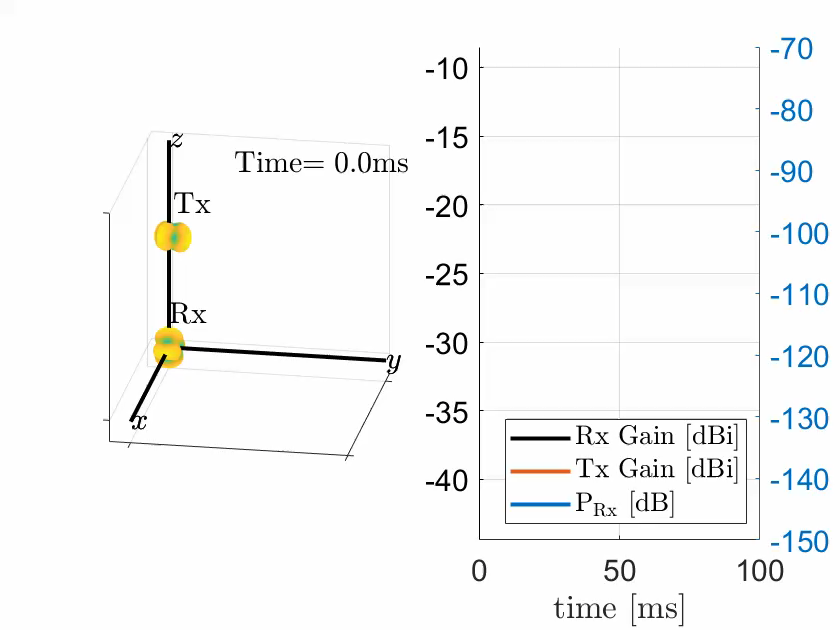 z
Time= 0.0ms
Tx
Rx
y
x
-10
-15
-20
-25
-30
-35
-40
-70
-80
-90
-100
-110
-120
-130
-140
-150
Rx Gain [dBi]
Tx Gain [dBi]
P_Rx [dB]
0 50 100
time [ms]